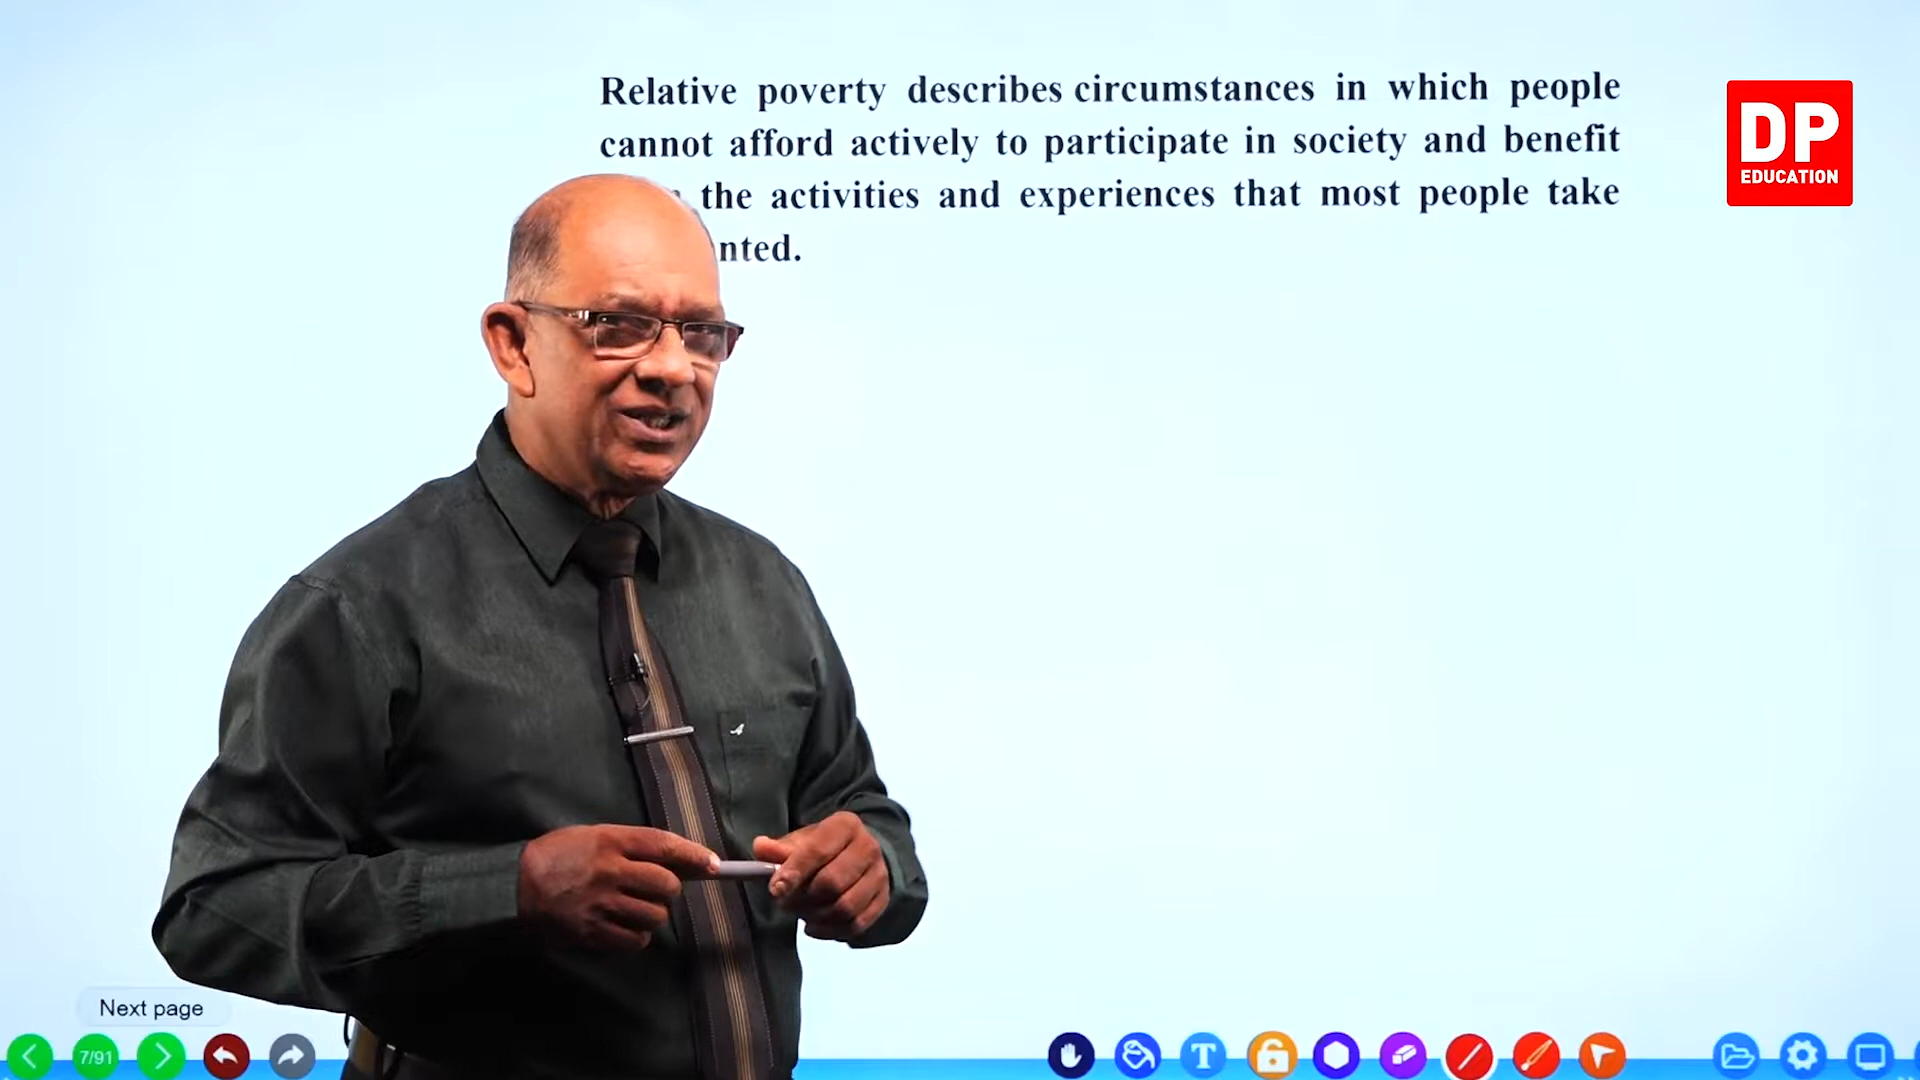 Relative poverty describes circumstances in which people
cannot afford actively to participate in society and benefit
the activities and experiences that most people take
nted.
DP
EDUCATION
Next page
7/91
T